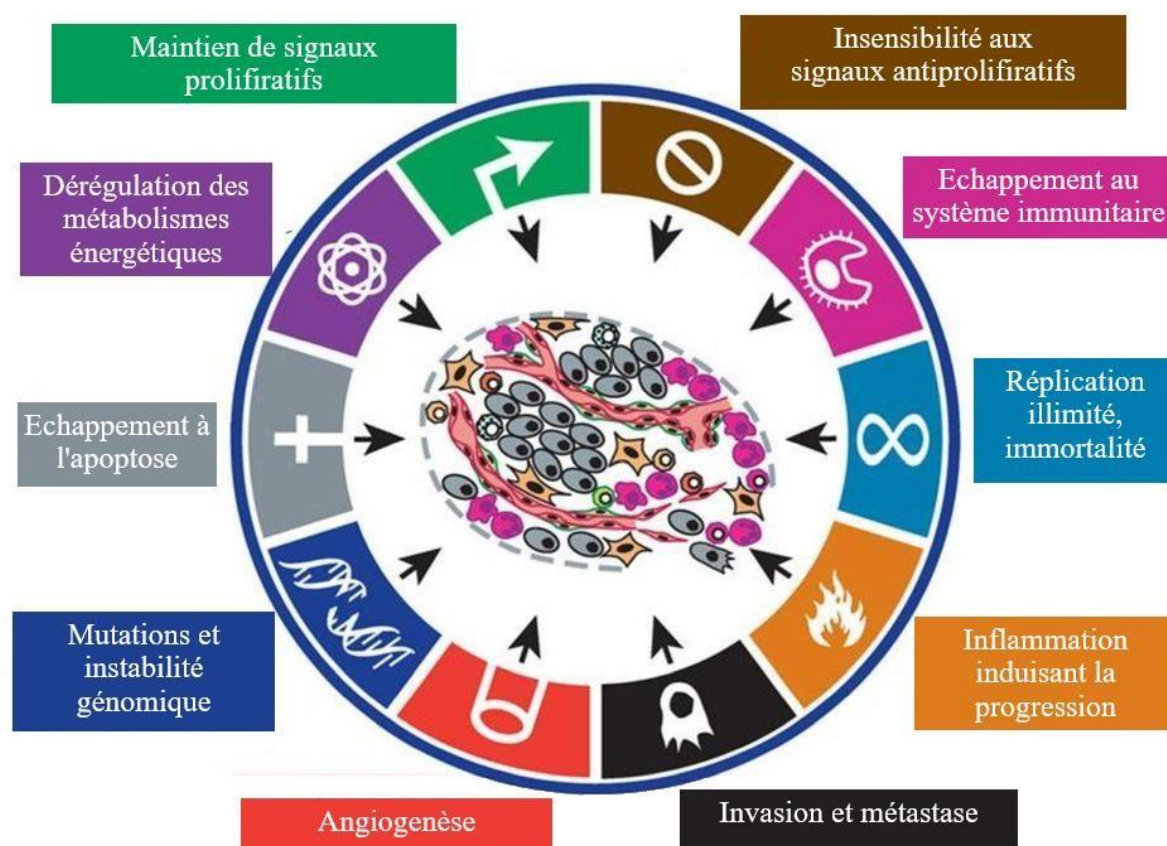 Maintien de signaux
prolifiratifs
Insensibilité aux
signaux antiprolifiratifs
Dérégulation des
métabolismes
énergétiques
Echappement au
système immunitaire
Echappement à
l'apoptose
Réplication
illimité,
immortalité
Mutations et
instabilité
génomique
Inflammation
induisant la
progression
Angiogenèse
Invasion et métastase